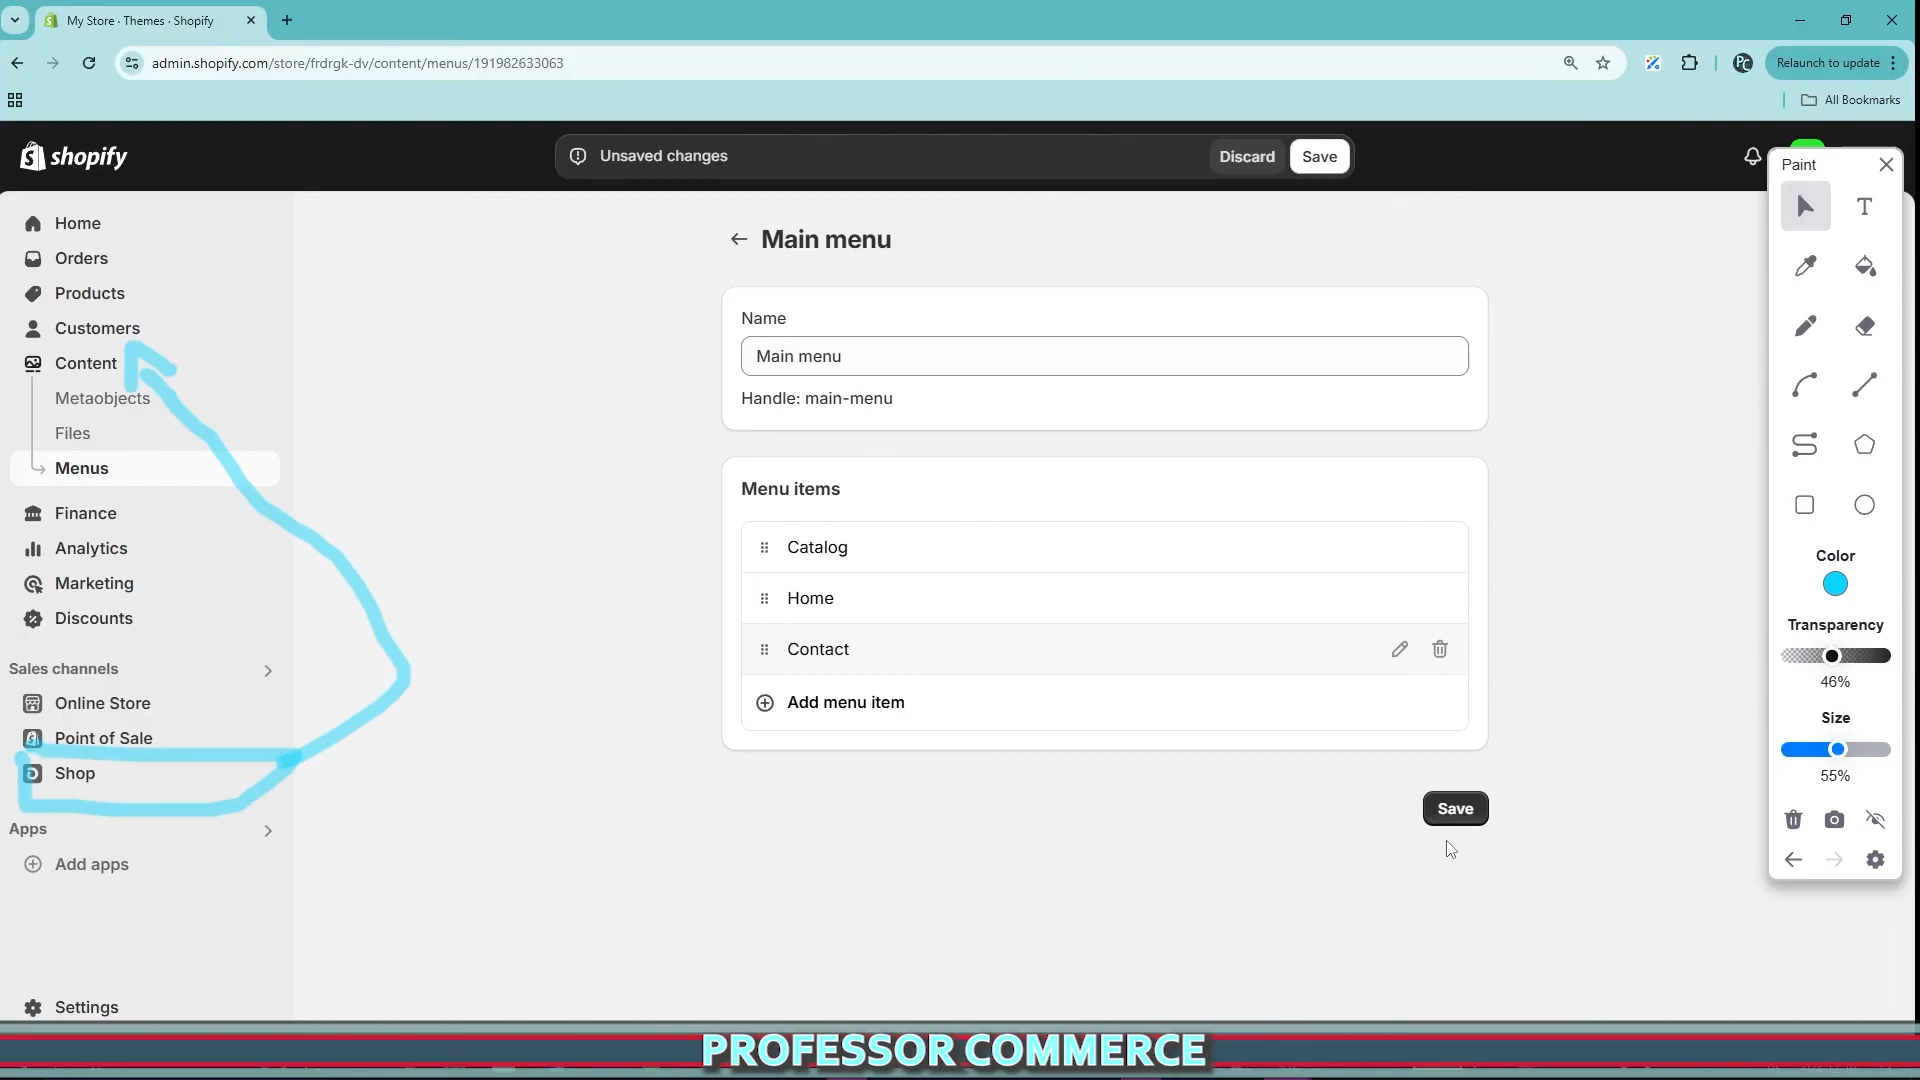 My Store · Themes · Shopify
admin.shopify.com/store/frdrgk-dv/content/menus/191982633063
PC
Relaunch to update
All Bookmarks
shopify
Unsaved changes
Discard
Save
Paint
T
Home
Orders
Products
Customers
Content
Metaobjects
Files
Menus
Finance
Analytics
Marketing
Discounts
Sales channels
Online Store
Point of Sale
Shop
Apps
Add apps
Settings
Main menu
Name
Main menu
Handle: main-menu
Menu items
Catalog
Home
Contact
Add menu item
Save
Color
Transparency
46%
Size
55%
PROFESSOR COMMERCE